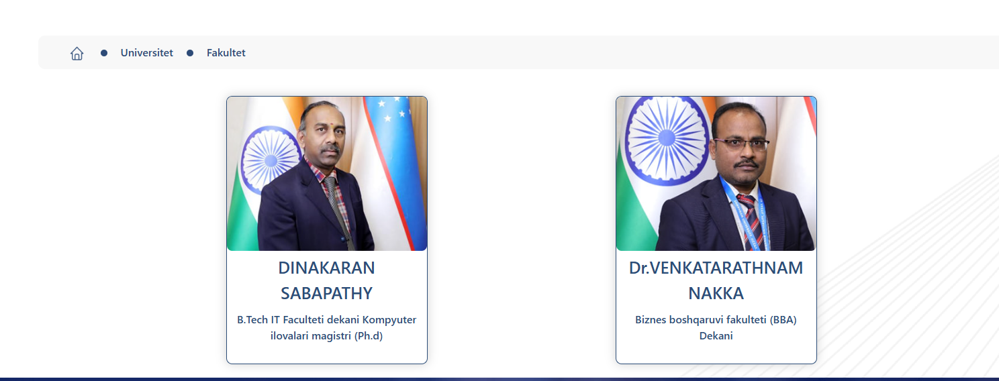 Universitet
Fakultet
DINAKARAN
SABAPATHY
B.Tech IT Faculteti dekani Kompyuter
ilovalari magistri (Ph.d)
Dr.VENKATARATHNAM
NAKKA
Biznes boshqaruvi fakulteti (BBA)
Dekani